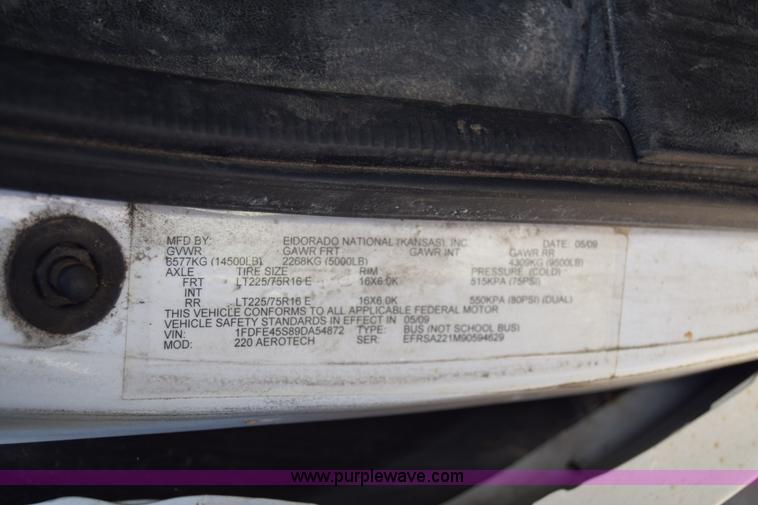 MFD BY: ElDORADO NATIONAL (KANSAS), INC. DATE: 05/09
GVWR GAWR FRT GAWR INT GAWR RR
6577KG (14500LB) 2268KG (5000LB) 4309KG (9500LB)
AXLE TIRE SIZE RIM PRESSURE (COLD)
FRT LT225/75R16 E 16X6.0K 515KPA (75PSI)
INT
RR LT225/75R16 E 16X6.0K 550KPA (80PSI) (DUAL)
THIS VEHICLE CONFORMS TO ALL APPLICABLE FEDERAL MOTOR
VEHICLE SAFETY STANDARDS IN EFFECT IN 05/09
VIN: 1FDFE45S89DA54872 TYPE: BUS (NOT SCHOOL BUS)
MOD: 220 AEROTECH SER: EFRSA221M90594629
www.purplewave.com